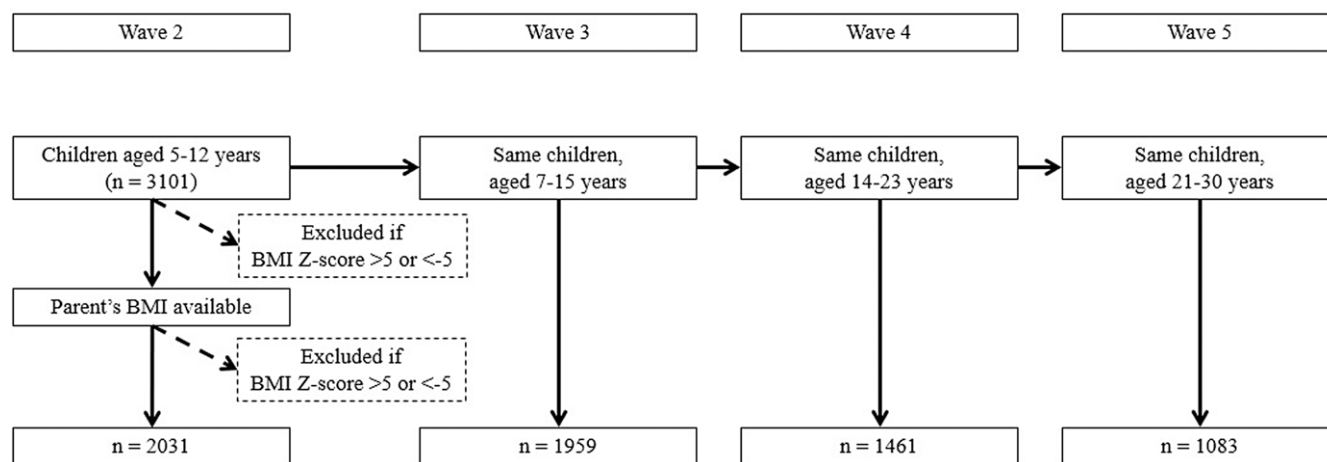 Wave 2
Wave 3
Wave 4
Wave 5
Children aged 5-12 years
(n = 3101)
Same children,
aged 7-15 years
Same children,
aged 14-23 years
Same children,
aged 21-30 years
Excluded if
BMI Z-score >5 or <-5
Parent's BMI available
Excluded if
BMI Z-score >5 or <-5
n = 2031
n = 1959
n = 1461
n = 1083